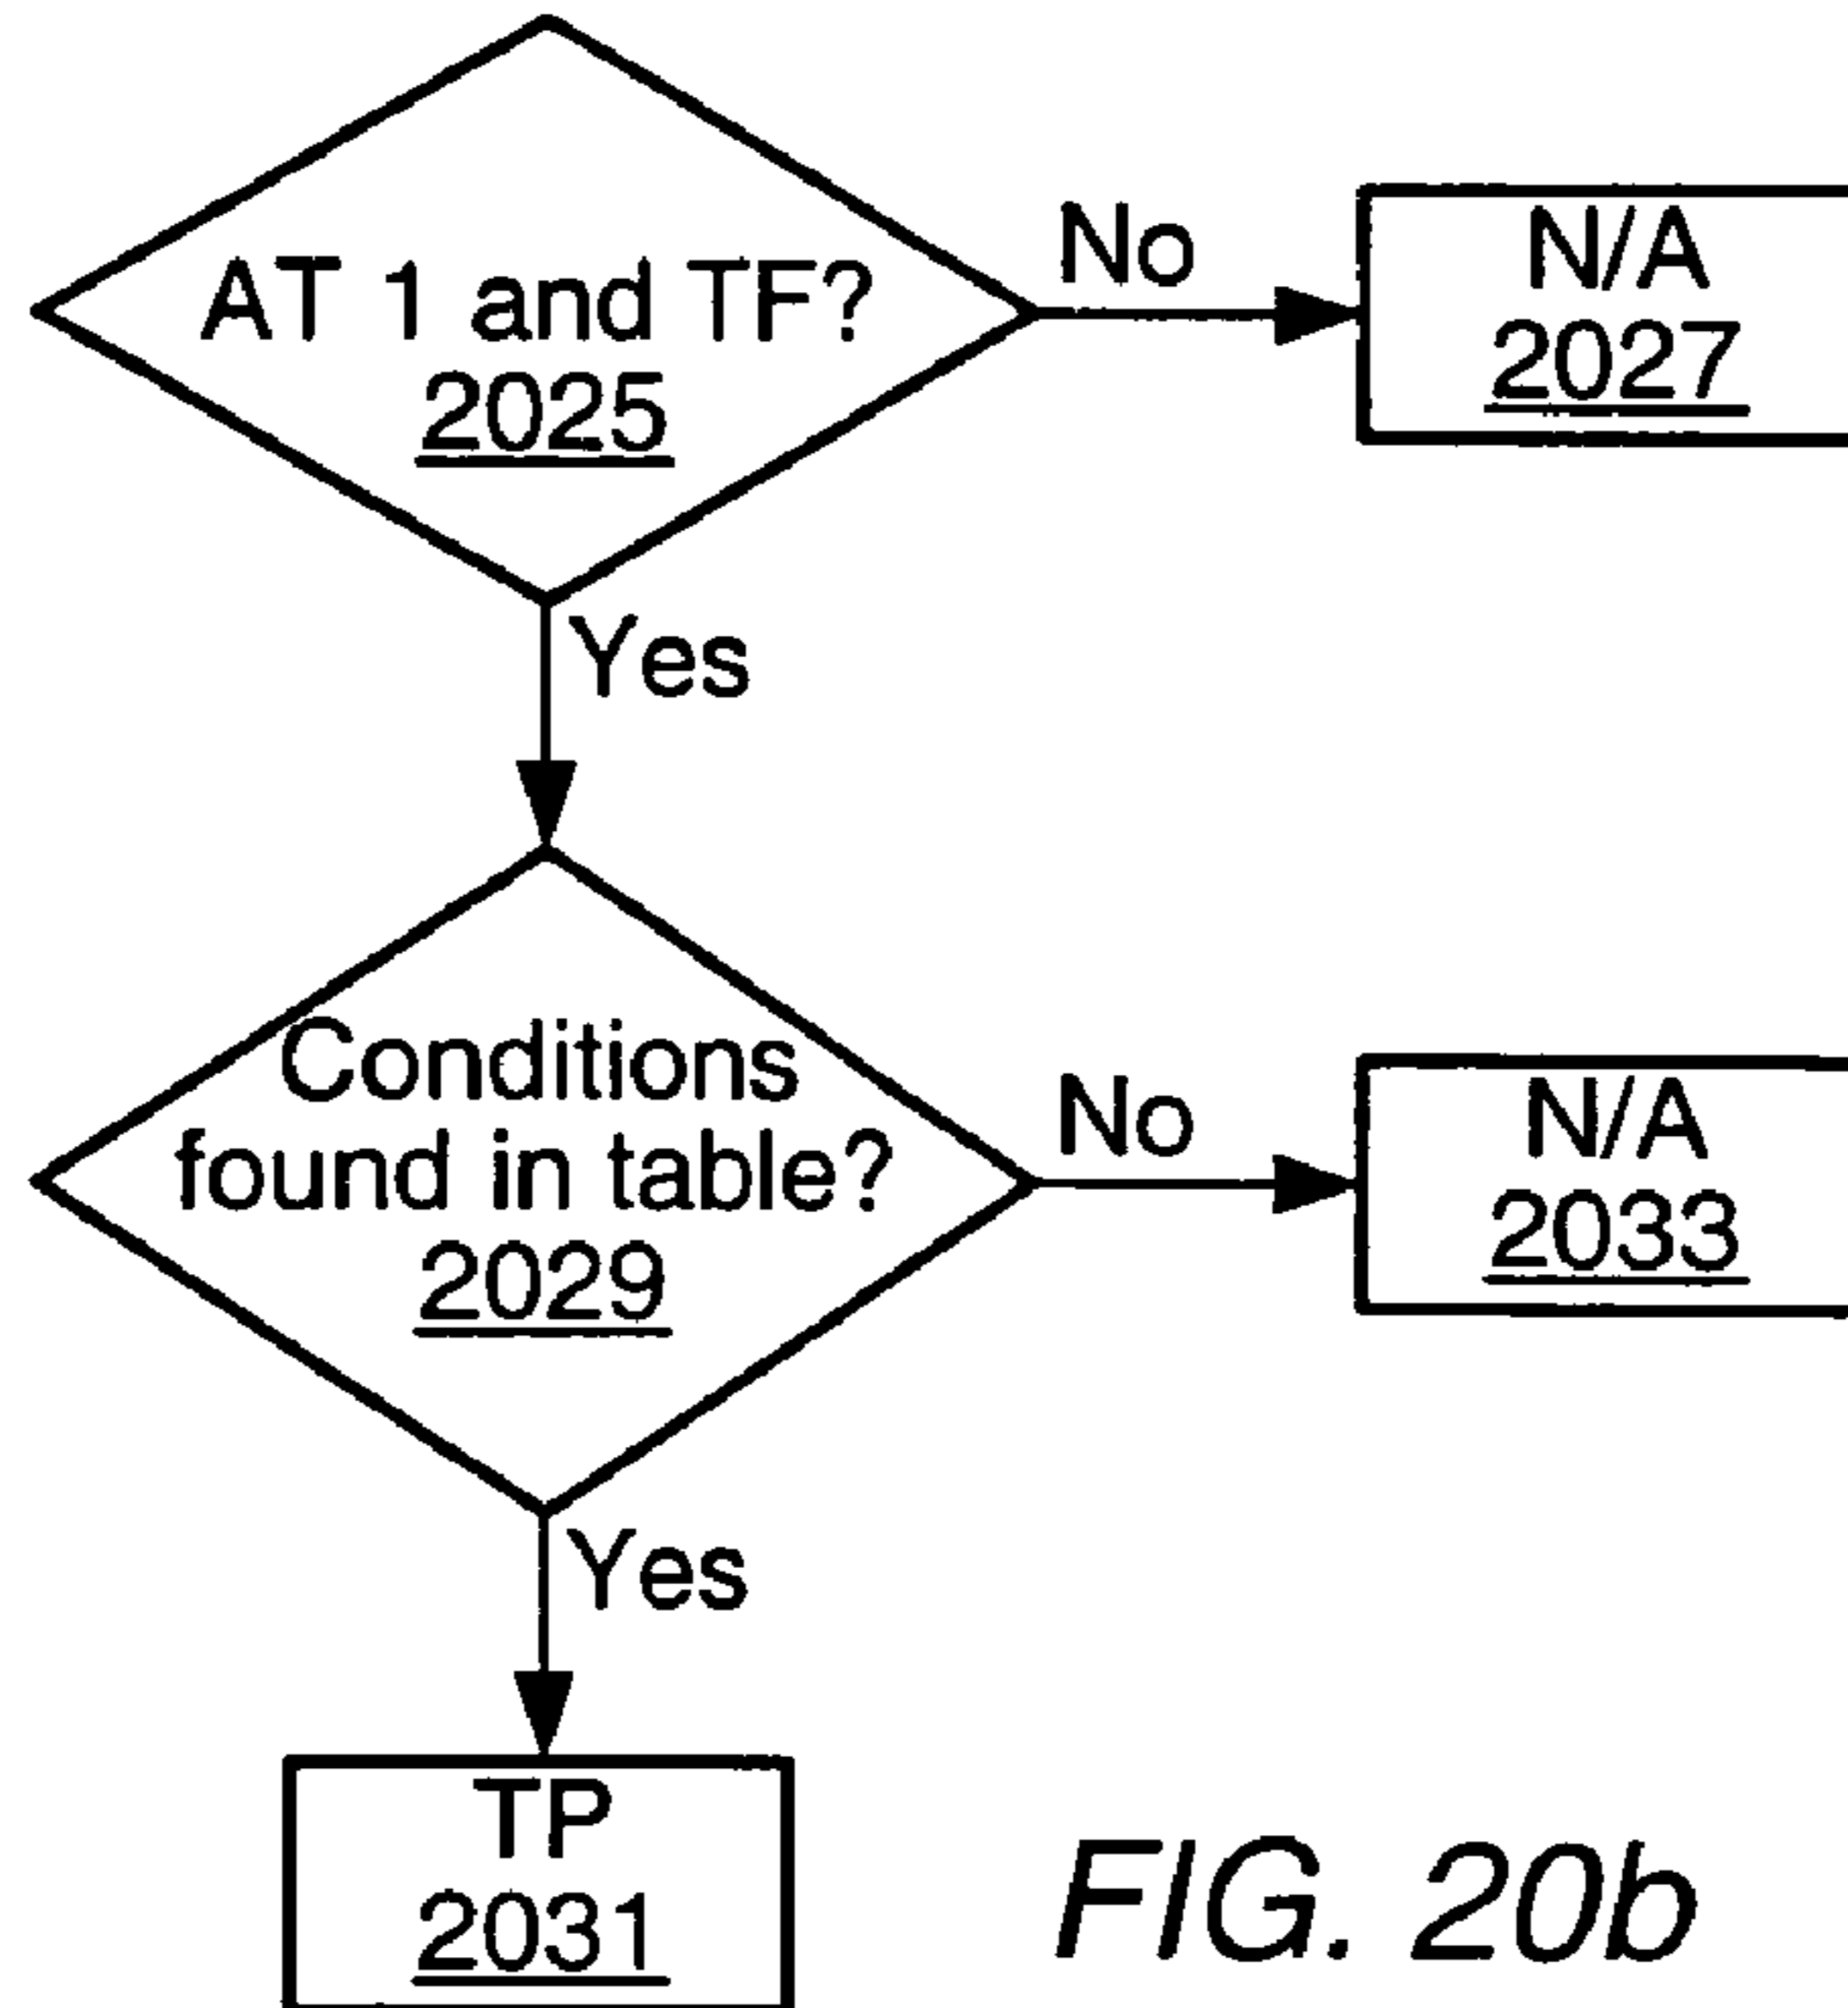 AT 1 and TF?
2025
No
N/A
2027
Yes
Conditions
found in table?
2029
No
N/A
2033
Yes
TP
2031
FIG. 20b